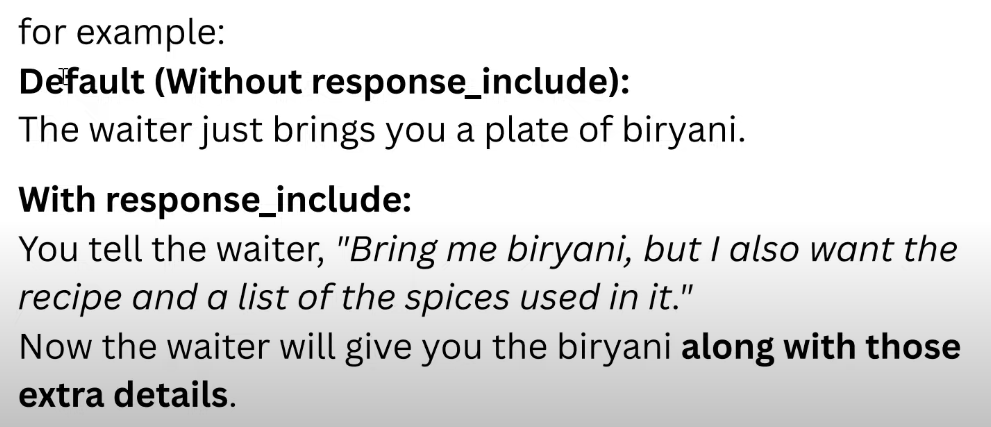 for example:
Default (Without response_include):
The waiter just brings you a plate of biryani.
With response_include:
You tell the waiter, "Bring me biryani, but I also want the
recipe and a list of the spices used in it."
Now the waiter will give you the biryani along with those
extra details.